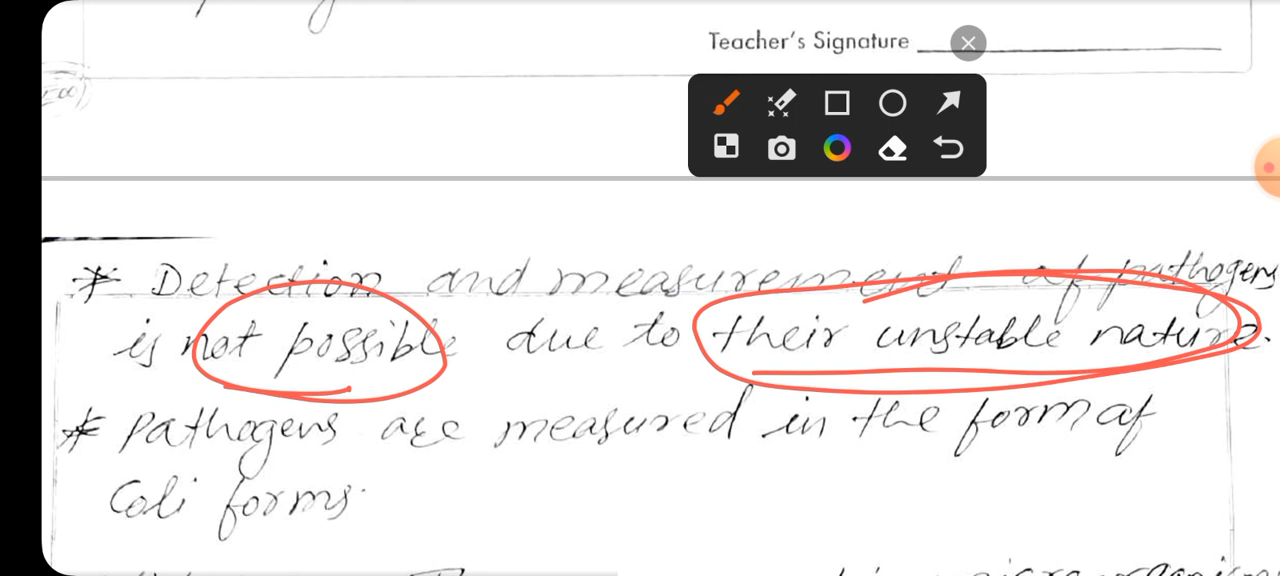 Teacher's Signature
* Detection and measurement of pathogens
is not possible due to their unstable nature.
* Pathogens are measured in the form of
Coli forms.